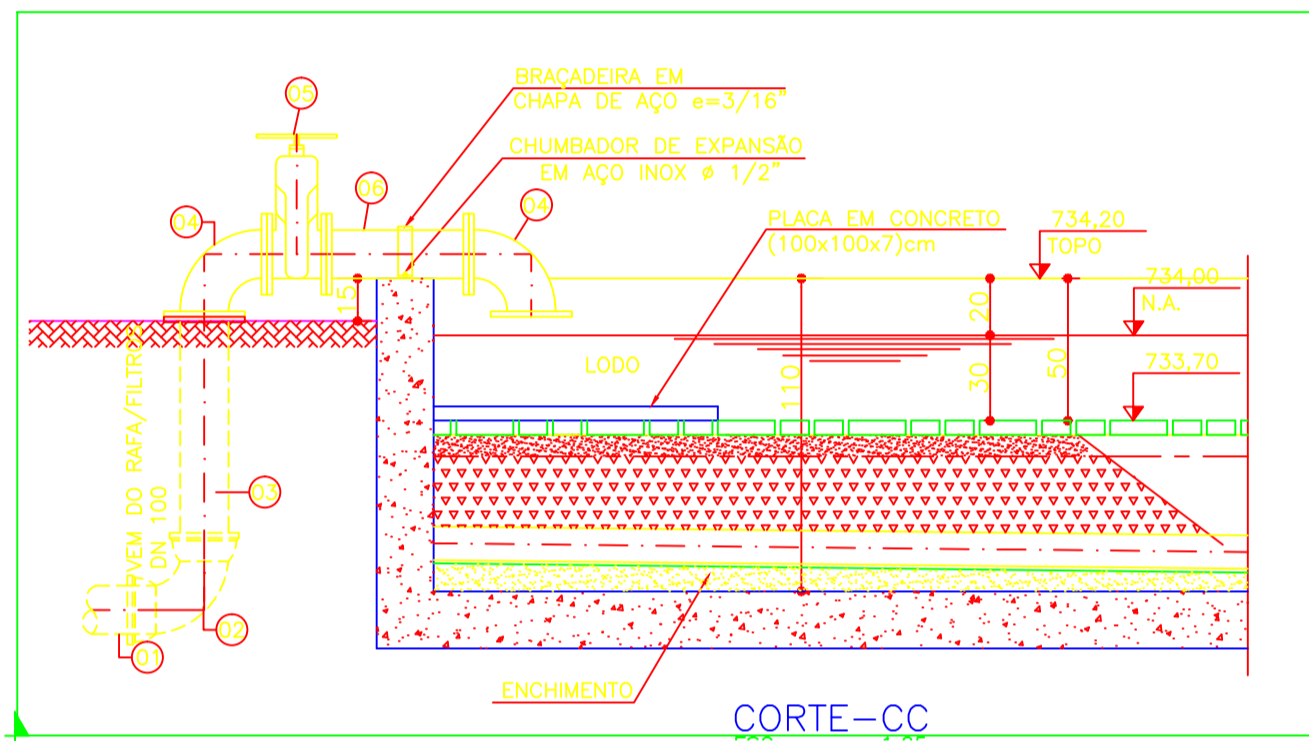 BRAÇADEIRA EM
CHAPA DE AÇO e=3/16"
05
CHUMBADOR DE EXPANSÃO
EM AÇO INOX ø 1/2"
06
04
04
PLACA EM CONCRETO
(100x100x7)cm
734,20
TOPO
734,00
N.A.
15
20
LODO
110
30
50
733,70
VEM DO RAFA/FILTROS
DN 100
03
02
01
ENCHIMENTO
CORTE-CC